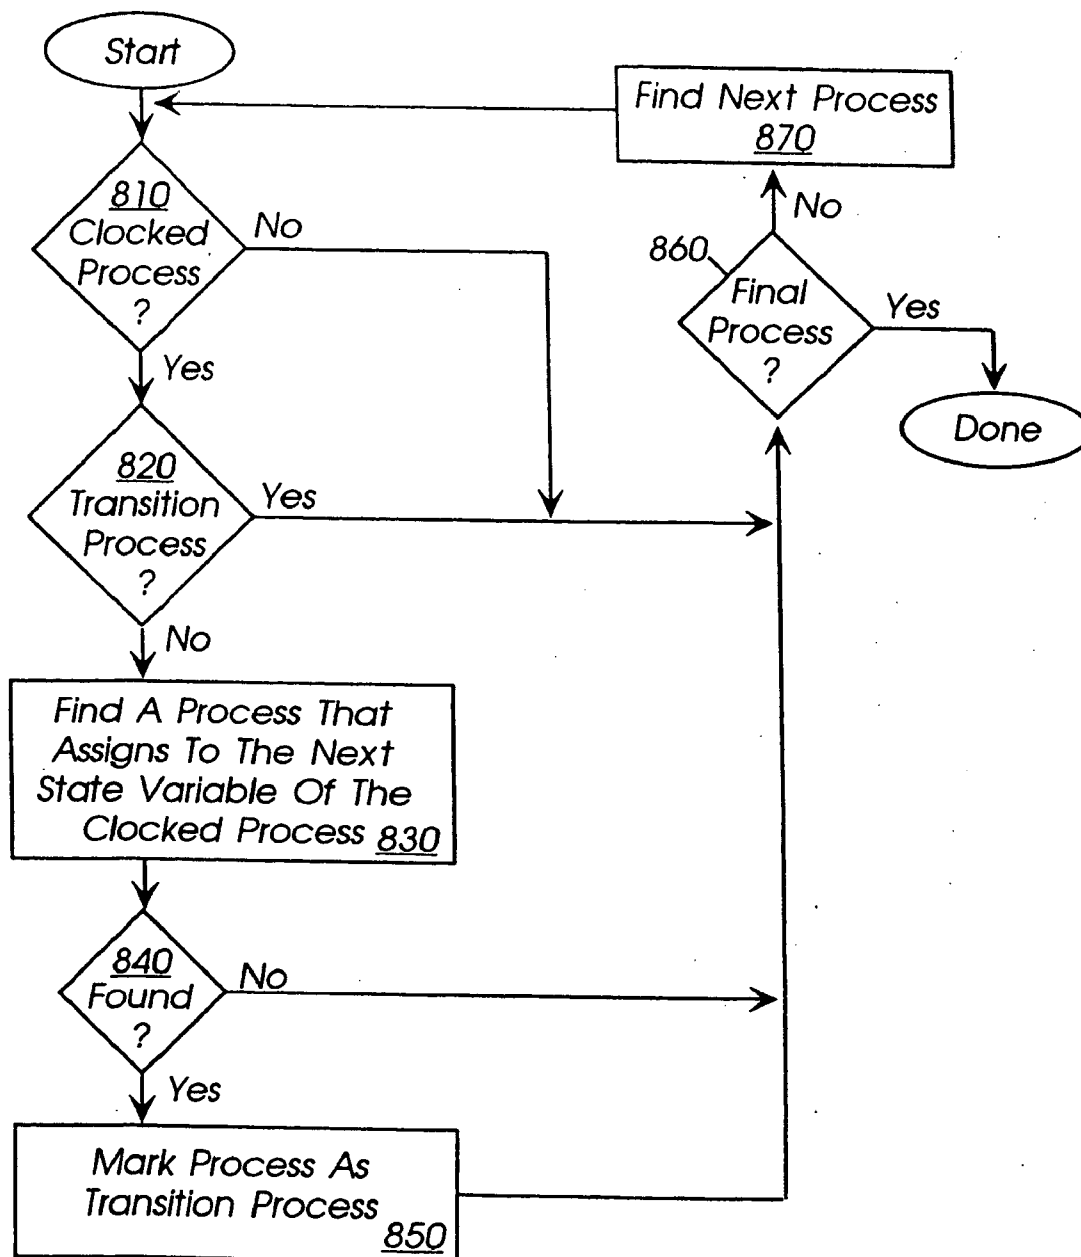 Start
Find Next Process
870
810
Clocked
Process
?
No
Yes
860
Final
Process
?
No
Yes
Done
820
Transition
Process
?
Yes
No
Find A Process That
Assigns To The Next
State Variable Of The
Clocked Process 830
840
Found
?
No
Yes
Mark Process As
Transition Process
850